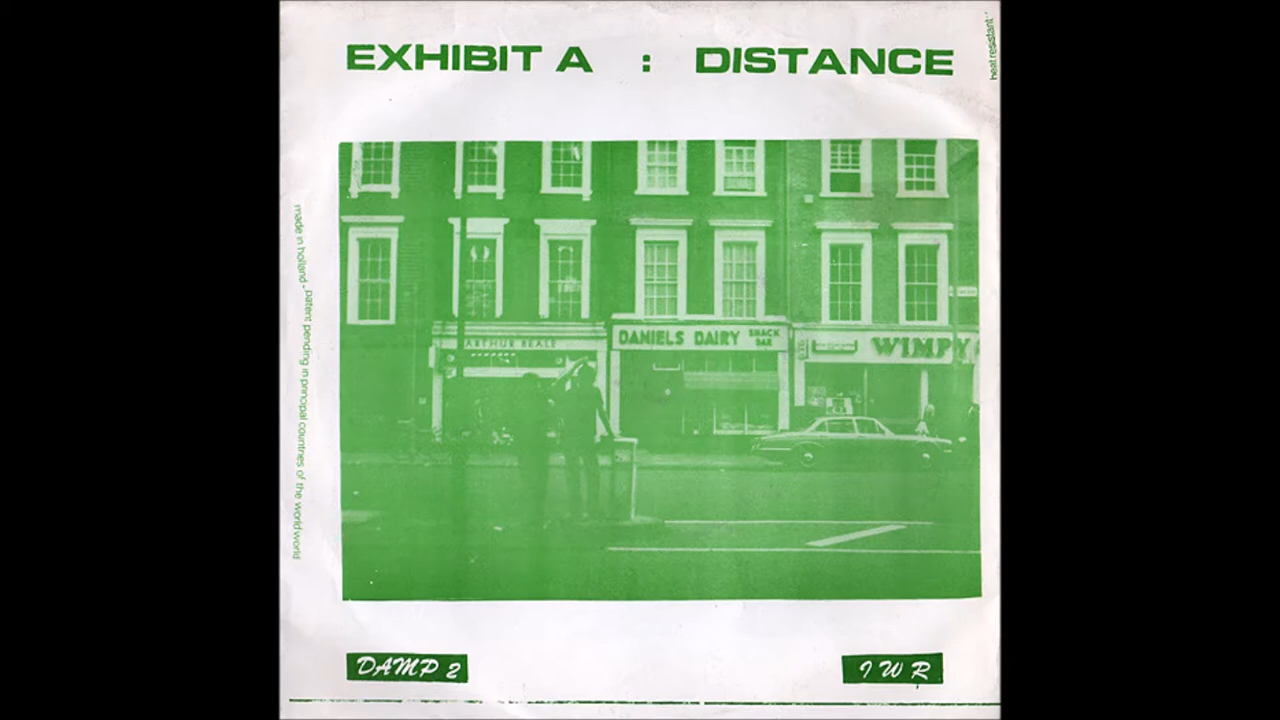 EXHIBIT A : DISTANCE
heat resistant
made in holland - patent pending in principal countries of the world world
ARTHUR BEALE
DANIELS DAIRY SNACK BAR
WIMPY
DAMP 2
I W R